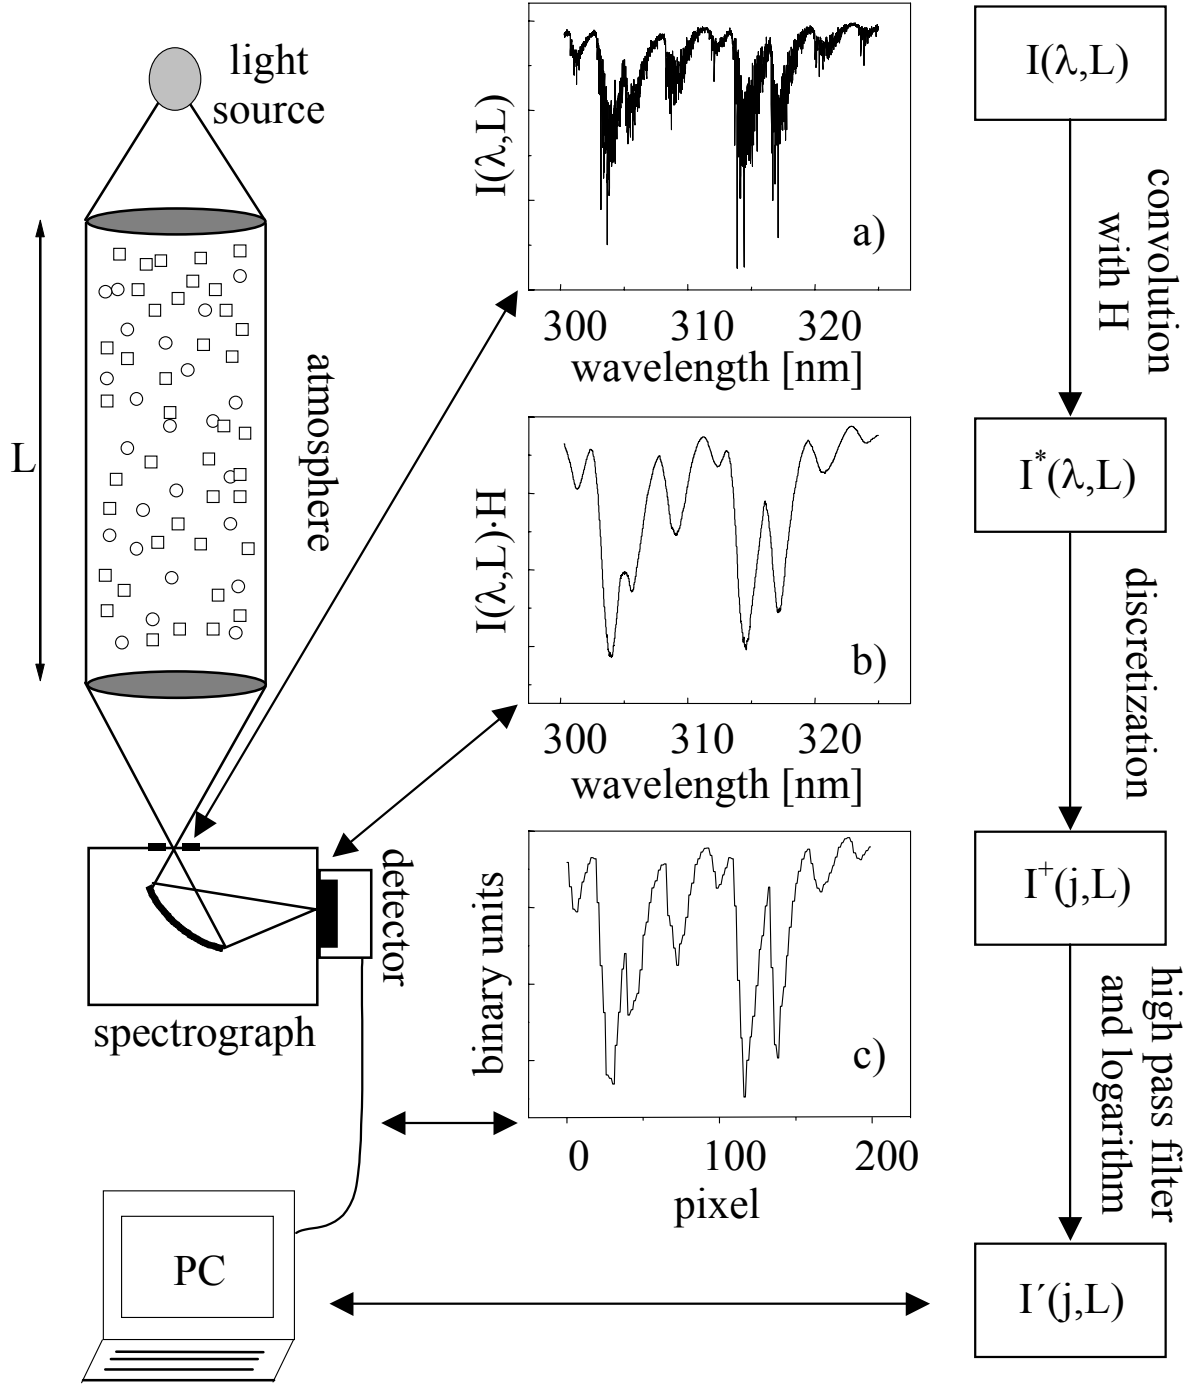 light
source
L
atmosphere
spectrograph
detector
PC
I(λ,L)
a)
300 310 320
wavelength [nm]
I(λ,L)·H
b)
300 310 320
wavelength [nm]
binary units
c)
0 100 200
pixel
I(λ,L)
convolution
with H
I*(λ,L)
discretization
I+(j,L)
high pass filter
and logarithm
I´(j,L)